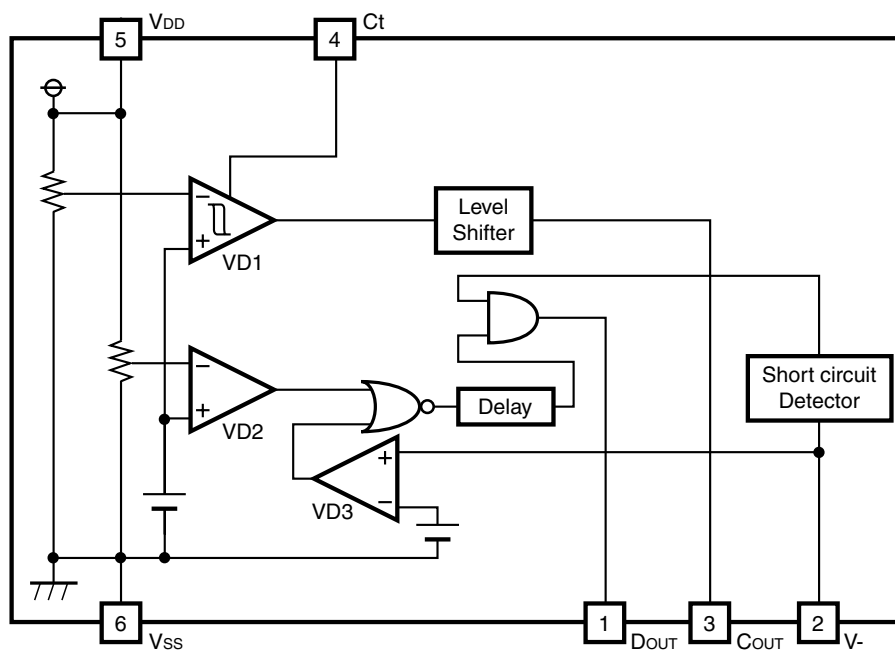 5 VDD
4 Ct
−
+
VD1
Level
Shifter
−
+
VD2
Delay
Short circuit
Detector
+
−
VD3
6 VSS
1 DOUT
3 COUT
2 V-